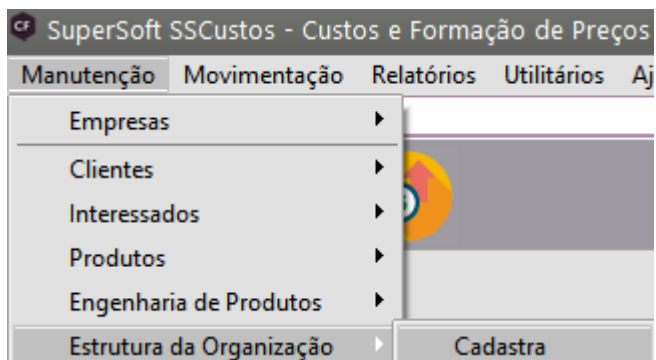 SuperSoft SSCustos - Custos e Formação de Preços
Manutenção Movimentação Relatórios Utilitários
Empresas
Clientes
Interessados
Produtos
Engenharia de Produtos
Estrutura da Organização Cadastra